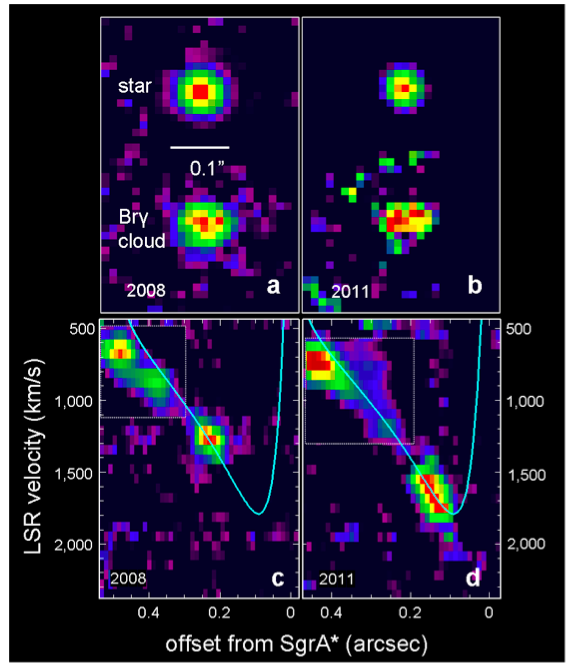 star
0.1"
Brγ
cloud
2008
a
2011
b
500
1,000
1,500
2,000
LSR velocity (km/s)
2008
c
2011
d
500
1,000
1,500
2,000
0.4
0.2
0
0.4
0.2
0
offset from SgrA* (arcsec)